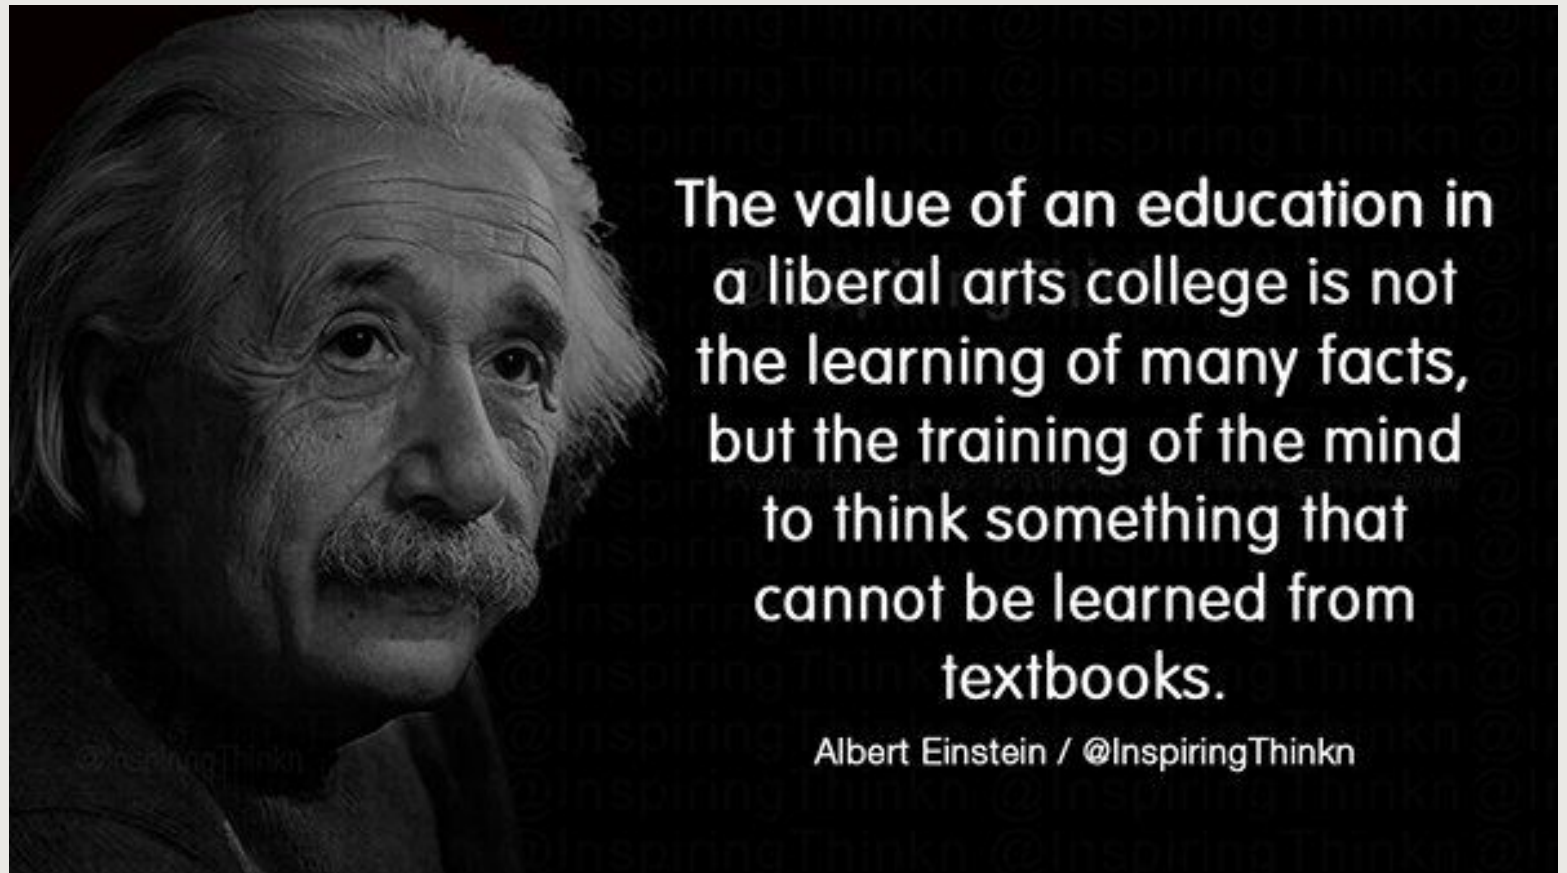 The value of an education in
a liberal arts college is not
the learning of many facts,
but the training of the mind
to think something that
cannot be learned from
textbooks.
Albert Einstein / @InspiringThinkn
@InspiringThinkn